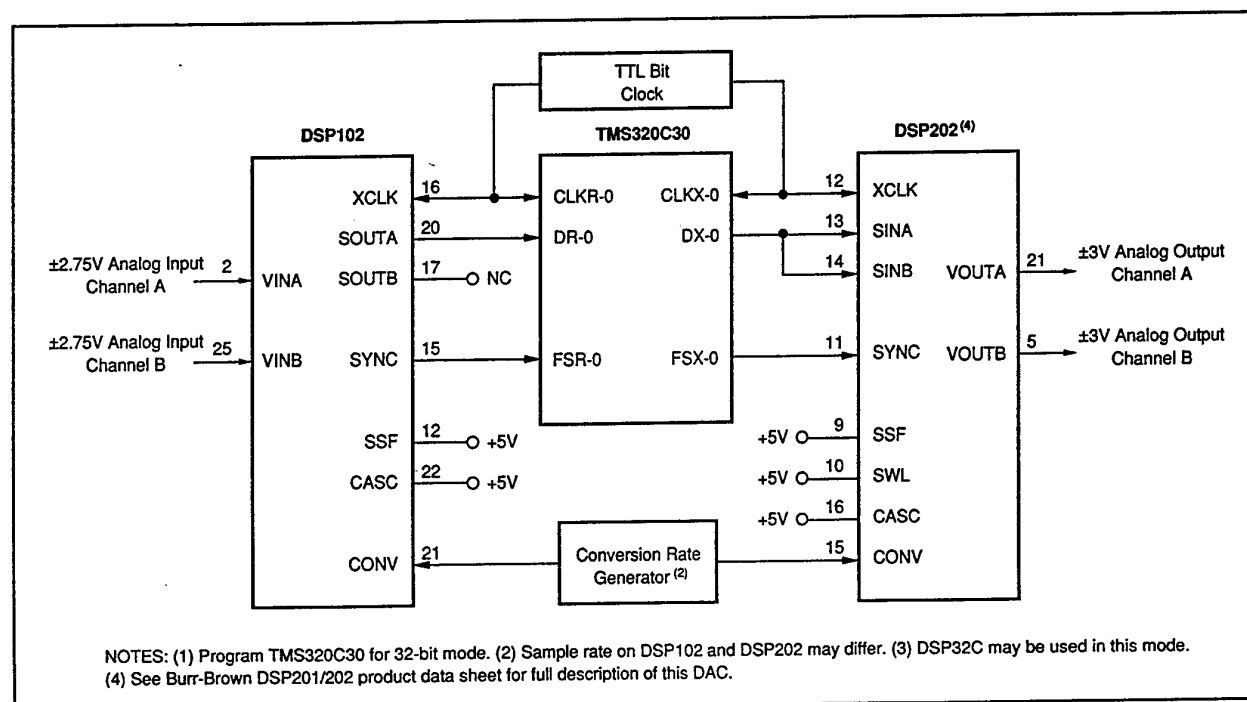 TTL Bit
Clock
DSP102
TMS320C30
DSP202(4)
XCLK
16
CLKR-0
CLKX-0
12
XCLK
SOUTA
20
DR-0
DX-0
13
SINA
SOUTB
17
NC
14
SINB
±2.75V Analog Input
Channel A
2
VINA
VOUTA
21
±3V Analog Output
Channel A
±2.75V Analog Input
Channel B
25
VINB
SYNC
15
FSR-0
FSX-0
11
SYNC
VOUTB
5
±3V Analog Output
Channel B
SSF
12
+5V
+5V
9
SSF
CASC
22
+5V
+5V
10
SWL
+5V
16
CASC
CONV
21
Conversion Rate
Generator (2)
15
CONV
NOTES: (1) Program TMS320C30 for 32-bit mode. (2) Sample rate on DSP102 and DSP202 may differ. (3) DSP32C may be used in this mode.
(4) See Burr-Brown DSP201/202 product data sheet for full description of this DAC.